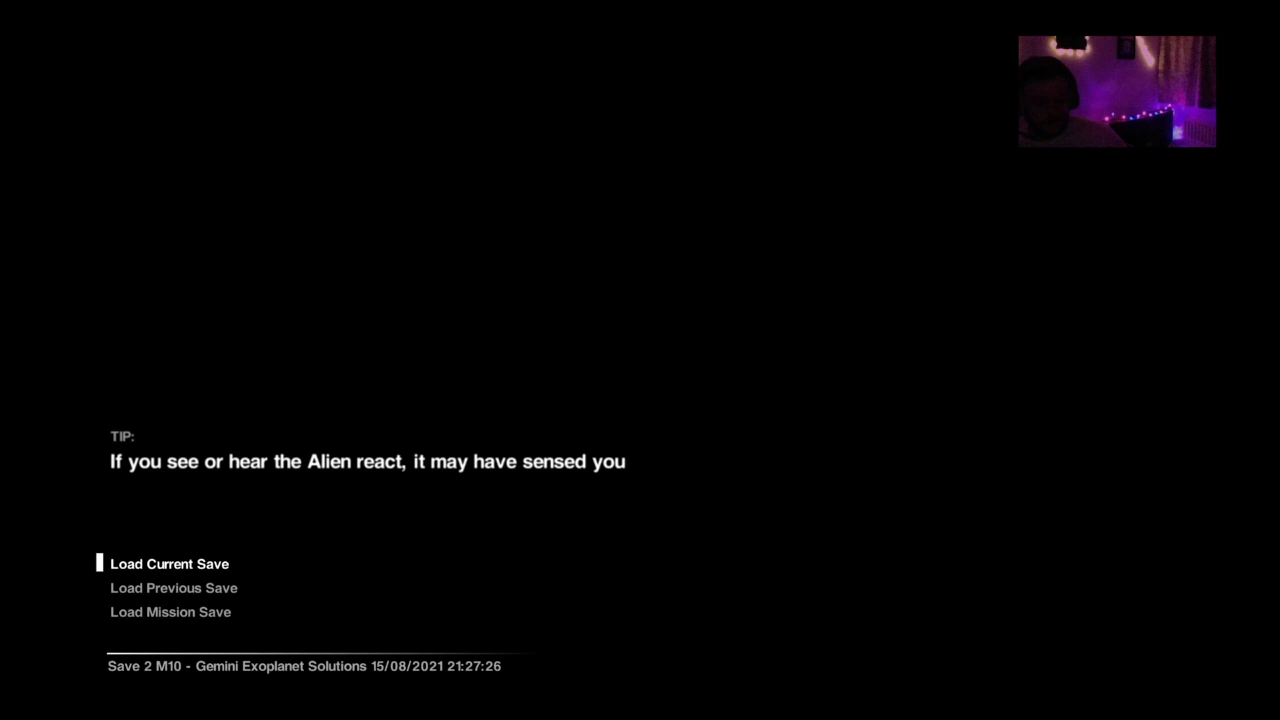 TIP:
If you see or hear the Alien react, it may have sensed you
Load Current Save
Load Previous Save
Load Mission Save
Save 2 M10 - Gemini Exoplanet Solutions 15/08/2021 21:27:26